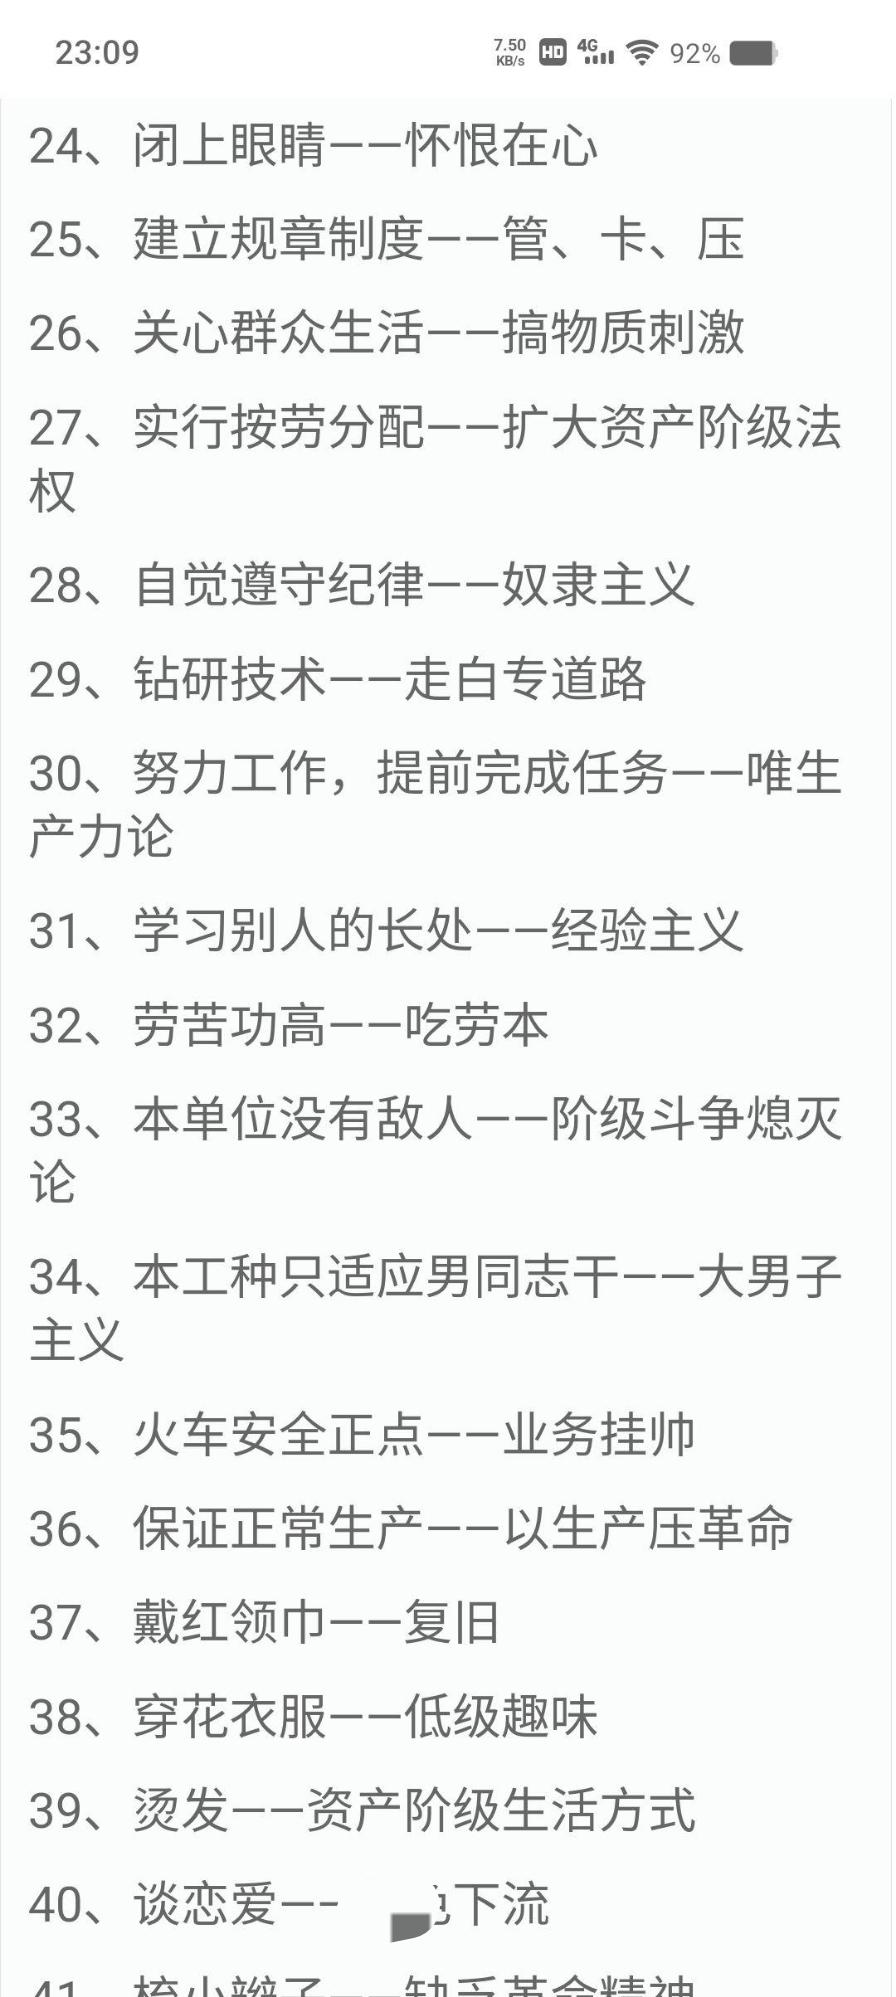 23:09
7.50 KB/s HD 4G 92%
24、闭上眼睛——怀恨在心
25、建立规章制度——管、卡、压
26、关心群众生活——搞物质刺激
27、实行按劳分配——扩大资产阶级法
权
28、自觉遵守纪律——奴隶主义
29、钻研技术——走白专道路
30、努力工作，提前完成任务——唯生
产力论
31、学习别人的长处——经验主义
32、劳苦功高——吃劳本
33、本单位没有敌人——阶级斗争熄灭
论
34、本工种只适应男同志干——大男子
主义
35、火车安全正点——业务挂帅
36、保证正常生产——以生产压革命
37、戴红领巾——复旧
38、穿花衣服——低级趣味
39、烫发——资产阶级生活方式
40、谈恋爱——下流
41、梳小辫子——缺乏革命精神